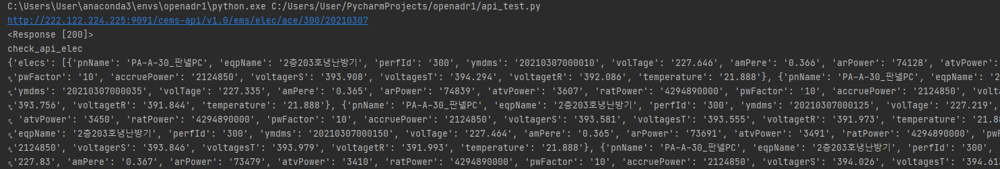 C:\Users\User\anaconda3\envs\openadr1\python.exe C:/Users/User/PycharmProjects/openadr1/api_test.py
http://222.122.224.225:9091/cems-api/v1.0/ems/elec/ace/300/20210307
<Response [200]>
check_api_elec
{'elecs': [{'pnName': 'PA-A-30_판넬PC', 'eqpName': '2층203호냉난방기', 'perfId': '300', 'ymdms': '20210307000010', 'volTage': '227.646', 'amPere': '0.366', 'arPower': '74128', 'atvPower':
'pwFactor': '10', 'accruePower': '2124850', 'voltagerS': '393.908', 'voltagesT': '394.294', 'voltagetR': '392.086', 'temperature': '21.888'}, {'pnName': 'PA-A-30_판넬PC', 'eqpName': '2
'ymdms': '20210307000035', 'volTage': '227.335', 'amPere': '0.365', 'arPower': '74839', 'atvPower': '3607', 'ratPower': '4294890000', 'pwFactor': '10', 'accruePower': '2124850', 'volta
'393.756', 'voltagetR': '391.844', 'temperature': '21.888'}, {'pnName': 'PA-A-30_판넬PC', 'eqpName': '2층203호냉난방기', 'perfId': '300', 'ymdms': '20210307000125', 'volTage': '227.219',
'atvPower': '3450', 'ratPower': '4294890000', 'pwFactor': '10', 'accruePower': '2124850', 'voltagerS': '393.581', 'voltagesT': '393.555', 'voltagetR': '391.973', 'temperature': '21.88
'eqpName': '2층203호냉난방기', 'perfId': '300', 'ymdms': '20210307000150', 'volTage': '227.464', 'amPere': '0.365', 'arPower': '73691', 'atvPower': '3491', 'ratPower': '4294890000', 'pwFac
'2124850', 'voltagerS': '393.846', 'voltagesT': '393.979', 'voltagetR': '391.993', 'temperature': '21.888'}, {'pnName': 'PA-A-30_판넬PC', 'eqpName': '2층203호냉난방기', 'perfId': '300',
'227.83', 'amPere': '0.367', 'arPower': '73479', 'atvPower': '3410', 'ratPower': '4294890000', 'pwFactor': '10', 'accruePower': '2124850', 'voltagerS': '394.026', 'voltagesT': '394.613